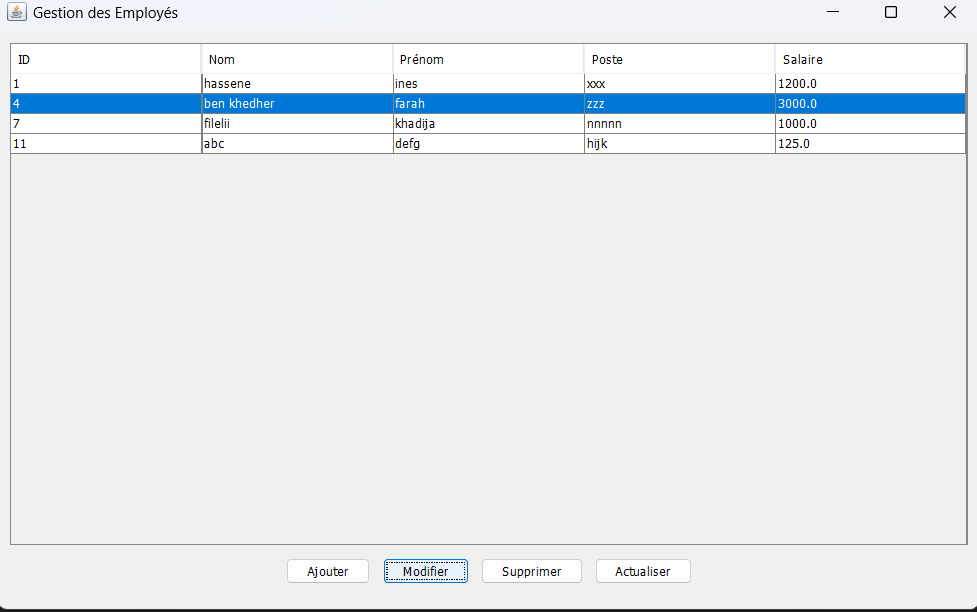 Gestion des Employés
ID Nom Prénom Poste Salaire
1 hassene ines xxx 1200.0
4 ben khedher farah zzz 3000.0
7 filelii khadija nnnnn 1000.0
11 abc defg hijk 125.0
Ajouter Modifier Supprimer Actualiser